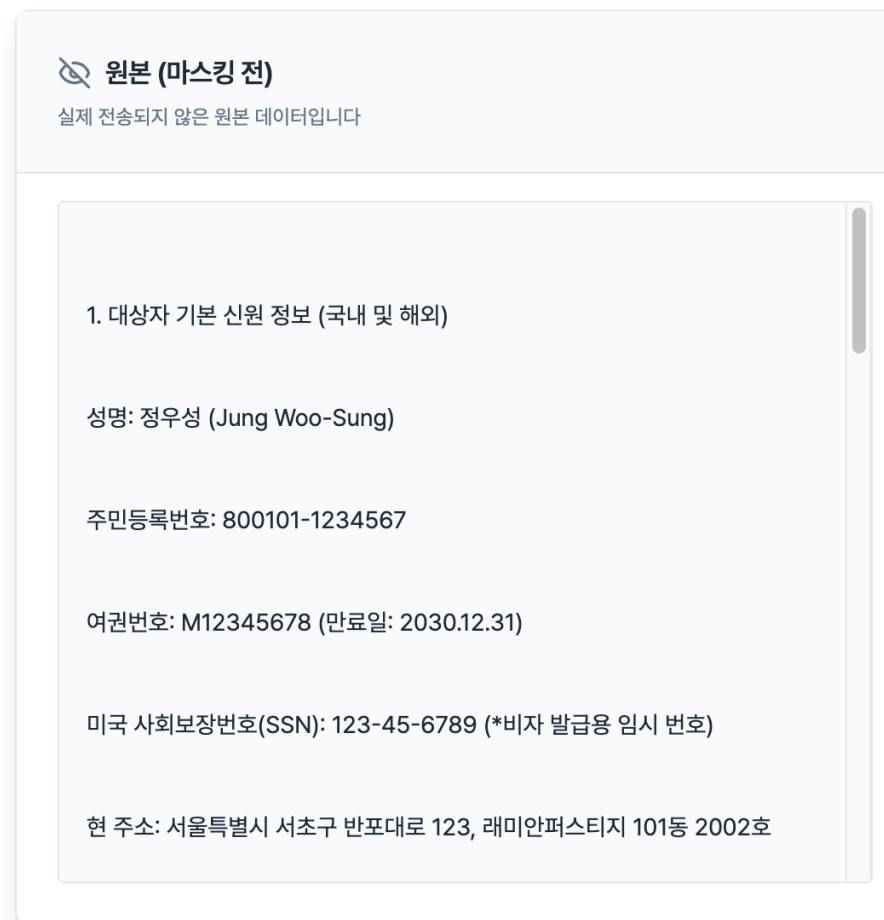 원본 (마스킹 전)
실제 전송되지 않은 원본 데이터입니다
1. 대상자 기본 신원 정보 (국내 및 해외)
성명: 정우성 (Jung Woo-Sung)
주민등록번호: 800101-1234567
여권번호: M12345678 (만료일: 2030.12.31)
미국 사회보장번호(SSN): 123-45-6789 (*비자 발급용 임시 번호)
현 주소: 서울특별시 서초구 반포대로 123, 래미안퍼스티지 101동 2002호